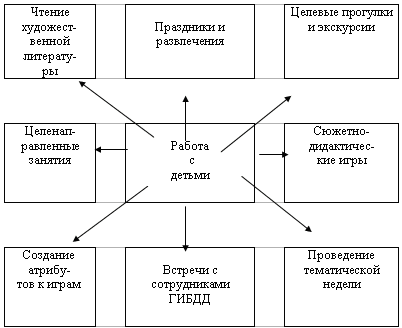 Чтение
художест-
венной
литерату-
ры
Праздники и
развлечения
Целевые прогулки
и экскурсии
Целенап-
равленные
занятия
Работа
с
детьми
Сюжетно-
дидактичес-
кие игры
Создание
атрибу-
тов к играм
Встречи с
сотрудниками
ГИБДД
Проведение
тематической
недели